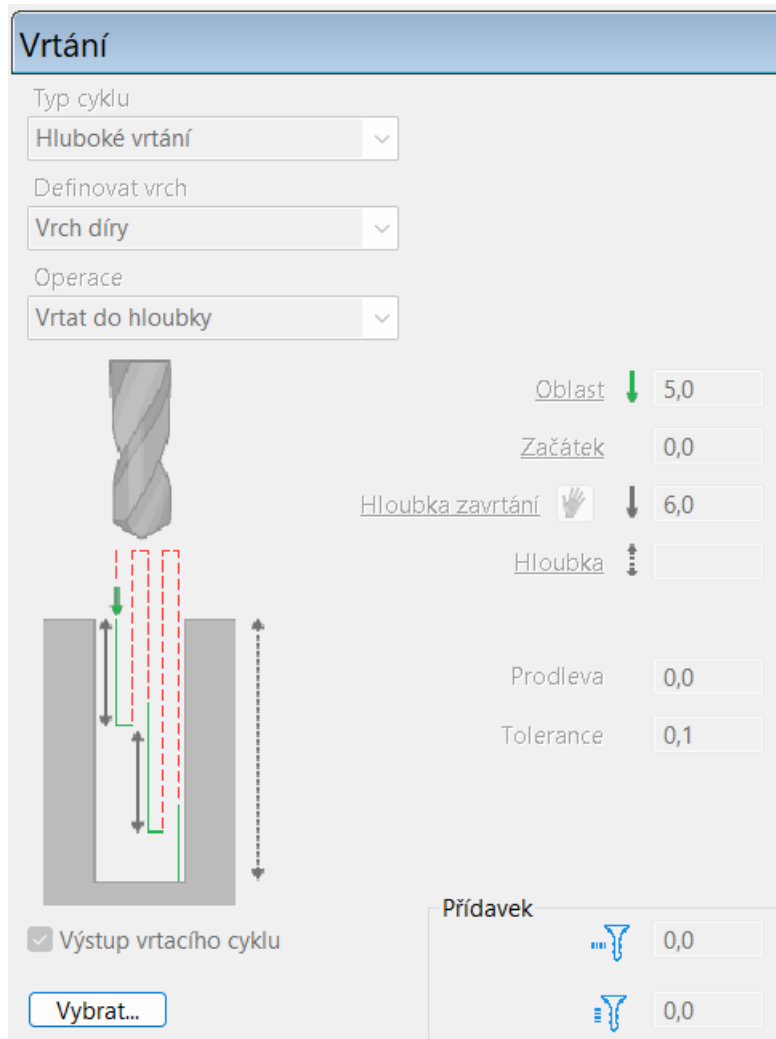 Vrtání
Typ cyklu
Hluboké vrtání
Definovat vrch
Vrch díry
Operace
Vrtat do hloubky
Oblast 5,0
Začátek 0,0
Hloubka zavrtání 6,0
Hloubka
Prodleva 0,0
Tolerance 0,1
Přídavek
Výstup vrtacího cyklu 0,0
Vybrat... 0,0